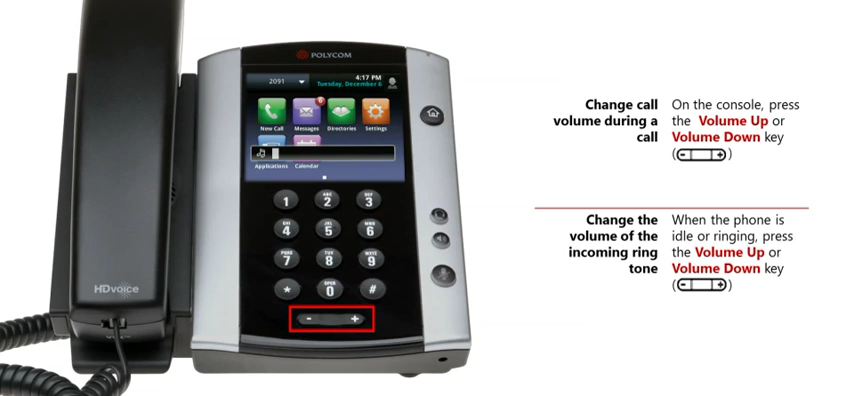 POLYCOM
2091
4:17 PM
Tuesday, December 6
New Call
Messages
Directories
Settings
Applications
Calendar
1
2 ABC
3 DEF
4 GHI
5 JKL
6 MNO
7 PQRS
8 TUV
9 WXYZ
*
0 OPER
#
- +
HDvoice
Change call
volume during a
call
On the console, press
the Volume Up or
Volume Down key
(- +)
Change the
volume of the
incoming ring
tone
When the phone is
idle or ringing, press
the Volume Up or
Volume Down key
(- +)